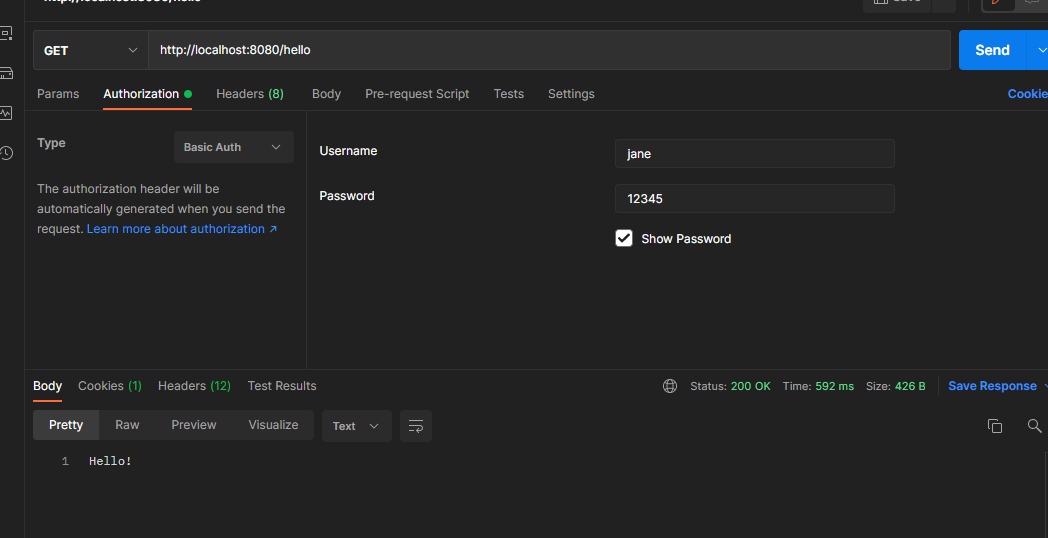 GET http://localhost:8080/hello Send
Params Authorization Headers (8) Body Pre-request Script Tests Settings Cookie
Type Basic Auth
The authorization header will be
automatically generated when you send the
request. Learn more about authorization ↗
Username jane
Password 12345
Show Password
Body Cookies (1) Headers (12) Test Results Status: 200 OK Time: 592 ms Size: 426 B Save Response
Pretty Raw Preview Visualize Text
1 Hello!